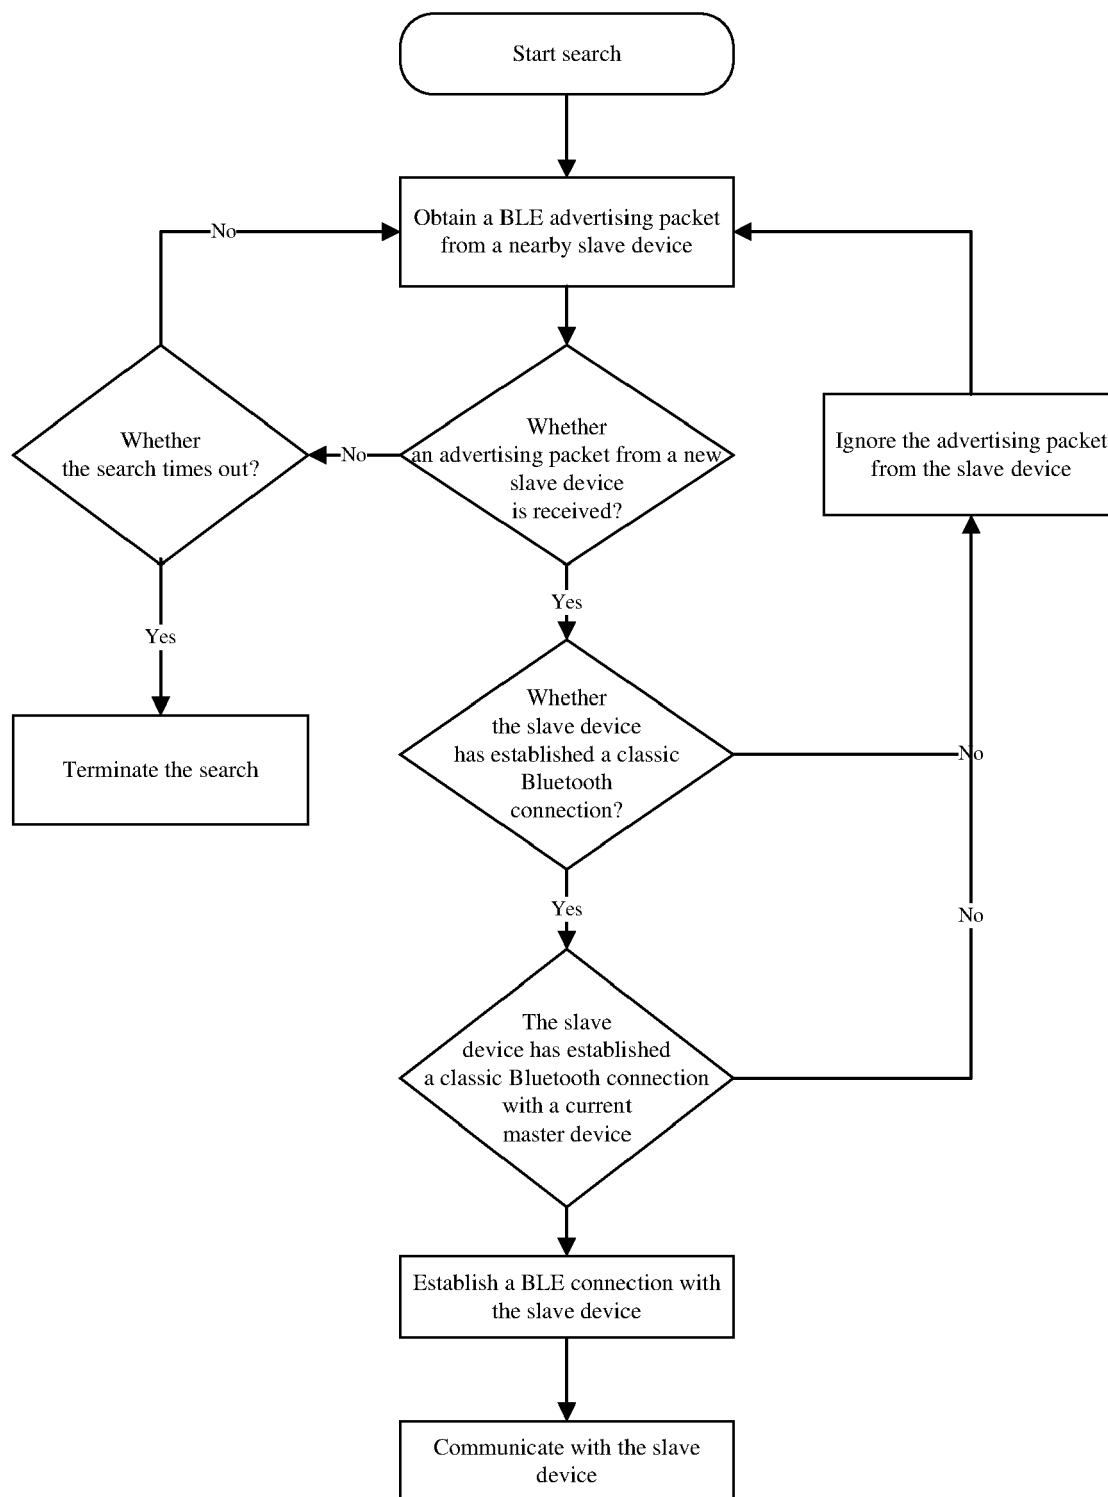 Start search
Obtain a BLE advertising packet
from a nearby slave device
No
Whether
the search times out?
No
Whether
an advertising packet from a new
slave device
is received?
Ignore the advertising packet
from the slave device
Yes
Yes
Terminate the search
Whether
the slave device
has established a classic
Bluetooth
connection?
No
Yes
No
The slave
device has established
a classic Bluetooth connection
with a current
master device
Establish a BLE connection with
the slave device
Communicate with the slave
device